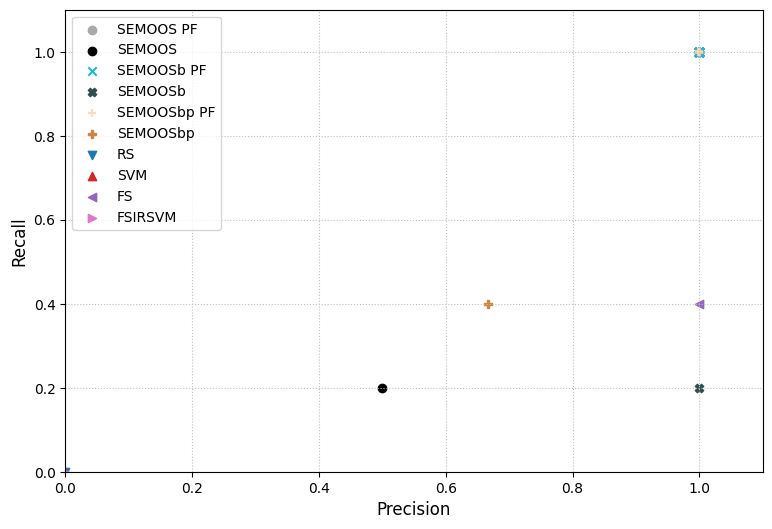 SEMOOS PF
SEMOOS
SEMOOSb PF
SEMOOSb
SEMOOSbp PF
SEMOOSbp
RS
SVM
FS
FSIRSVM
1.0
0.8
0.6
0.4
0.2
0.0
Recall
0.0 0.2 0.4 0.6 0.8 1.0
Precision